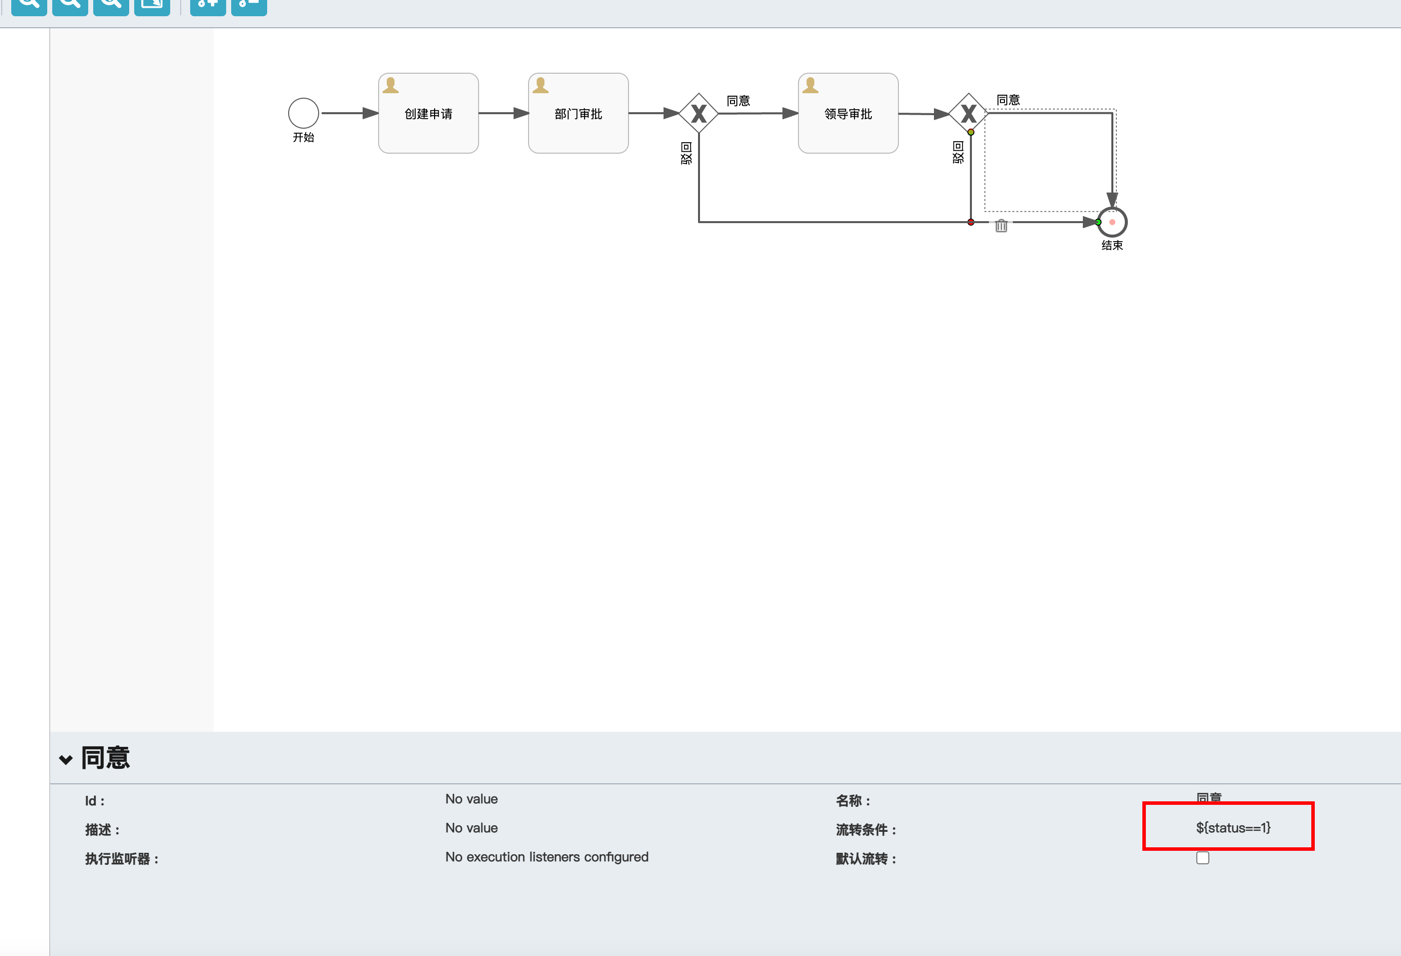 同意
同意
创建申请
部门审批
领导审批
开始
驳回
驳回
结束
同意
Id :
No value
名称 :
同意
描述 :
No value
流转条件 :
${status==1}
执行监听器 :
No execution listeners configured
默认流转 :